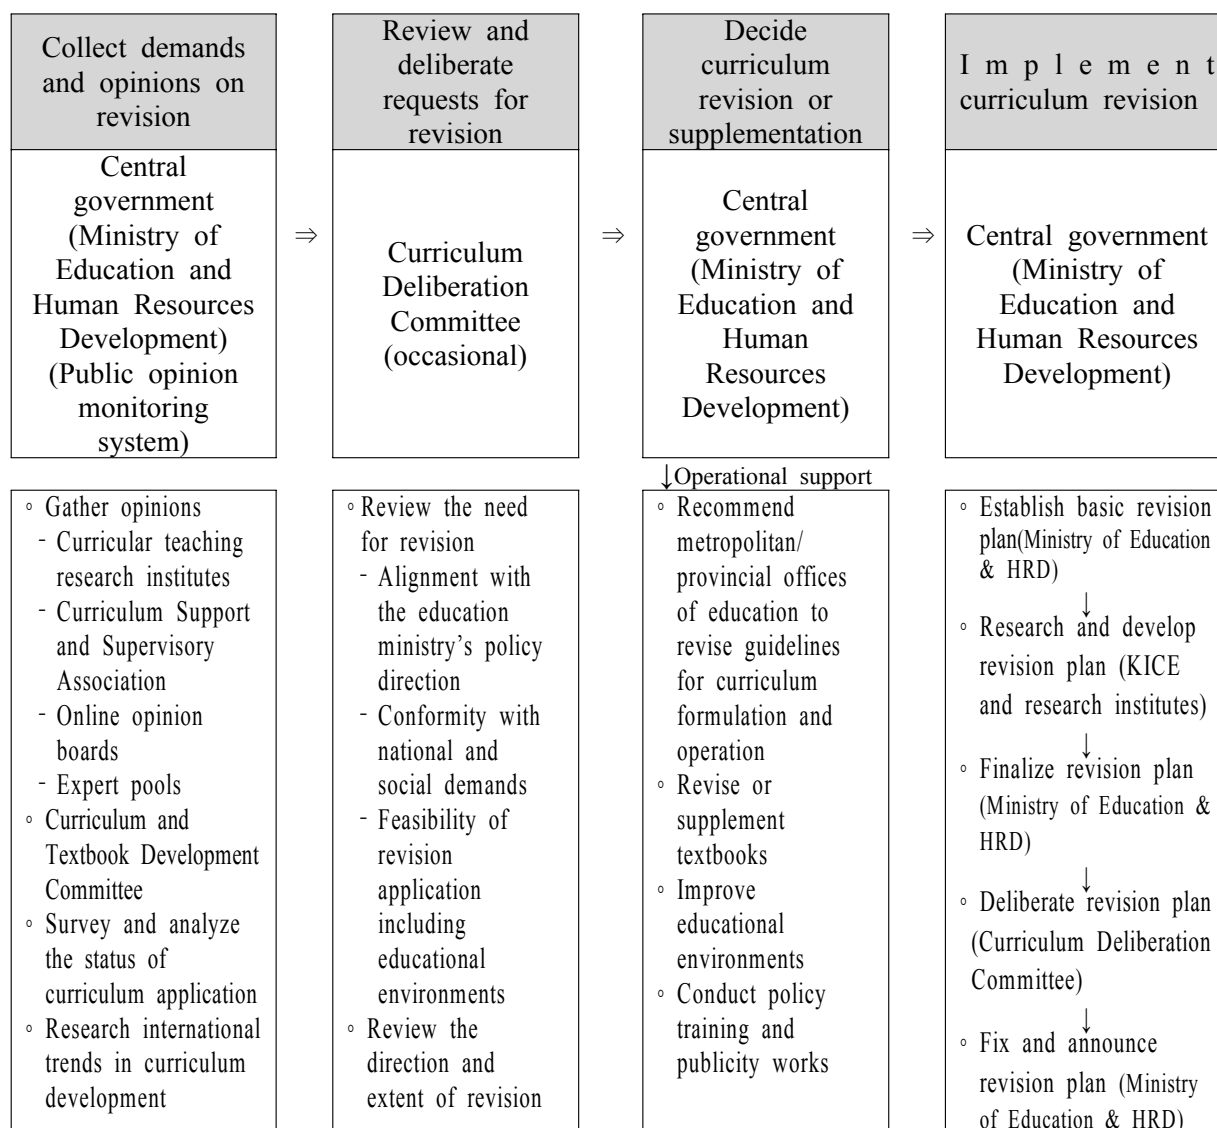 Collect demands
and opinions on
revision
Review and
deliberate
requests for
revision
Decide
curriculum
revision or
supplementation
I m p l e m e n t
curriculum revision
Central
government
(Ministry of
Education and
Human Resources
Development)
(Public opinion
monitoring
system)
⇒
Curriculum
Deliberation
Committee
(occasional)
⇒
Central
government
(Ministry of
Education and
Human
Resources
Development)
⇒
Central government
(Ministry of
Education and
Human Resources
Development)
↓Operational support
◦ Gather opinions
- Curricular teaching
research institutes
- Curriculum Support
and Supervisory
Association
- Online opinion
boards
- Expert pools
◦ Curriculum and
Textbook Development
Committee
◦ Survey and analyze
the status of
curriculum application
◦ Research international
trends in curriculum
development
◦ Review the need
for revision
- Alignment with
the education
ministry's policy
direction
- Conformity with
national and
social demands
- Feasibility of
revision
application
including
educational
environments
◦ Review the
direction and
extent of revision
◦ Recommend
metropolitan/
provincial offices
of education to
revise guidelines
for curriculum
formulation and
operation
◦ Revise or
supplement
textbooks
◦ Improve
educational
environments
◦ Conduct policy
training and
publicity works
◦ Establish basic revision
plan(Ministry of Education
& HRD)
↓
◦ Research and develop
revision plan (KICE
and research institutes)
↓
◦ Finalize revision plan
(Ministry of Education &
HRD)
↓
◦ Deliberate revision plan
(Curriculum Deliberation
Committee)
↓
◦ Fix and announce
revision plan (Ministry
of Education & HRD)